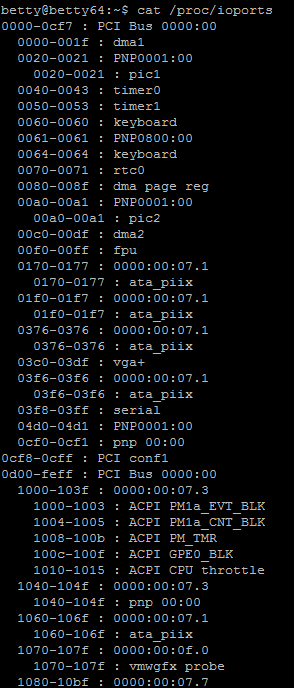 betty@betty64:~$ cat /proc/ioports
0000-0cf7 : PCI Bus 0000:00
0000-001f : dma1
0020-0021 : PNP0001:00
0020-0021 : pic1
0040-0043 : timer0
0050-0053 : timer1
0060-0060 : keyboard
0061-0061 : PNP0800:00
0064-0064 : keyboard
0070-0071 : rtc0
0080-008f : dma page reg
00a0-00a1 : PNP0001:00
00a0-00a1 : pic2
00c0-00df : dma2
00f0-00ff : fpu
0170-0177 : 0000:00:07.1
0170-0177 : ata_piix
01f0-01f7 : 0000:00:07.1
01f0-01f7 : ata_piix
0376-0376 : 0000:00:07.1
0376-0376 : ata_piix
03c0-03df : vga+
03f6-03f6 : 0000:00:07.1
03f6-03f6 : ata_piix
03f8-03ff : serial
04d0-04d1 : PNP0001:00
0cf0-0cf1 : pnp 00:00
0cf8-0cff : PCI conf1
0d00-feff : PCI Bus 0000:00
1000-103f : 0000:00:07.3
1000-1003 : ACPI PM1a_EVT_BLK
1004-1005 : ACPI PM1a_CNT_BLK
1008-100b : ACPI PM_TMR
100c-100f : ACPI GPE0_BLK
1010-1015 : ACPI CPU throttle
1040-104f : 0000:00:07.3
1040-104f : pnp 00:00
1060-106f : 0000:00:07.1
1060-106f : ata_piix
1070-107f : 0000:00:0f.0
1070-107f : vmwgfx probe
1080-10bf : 0000:00:07.7